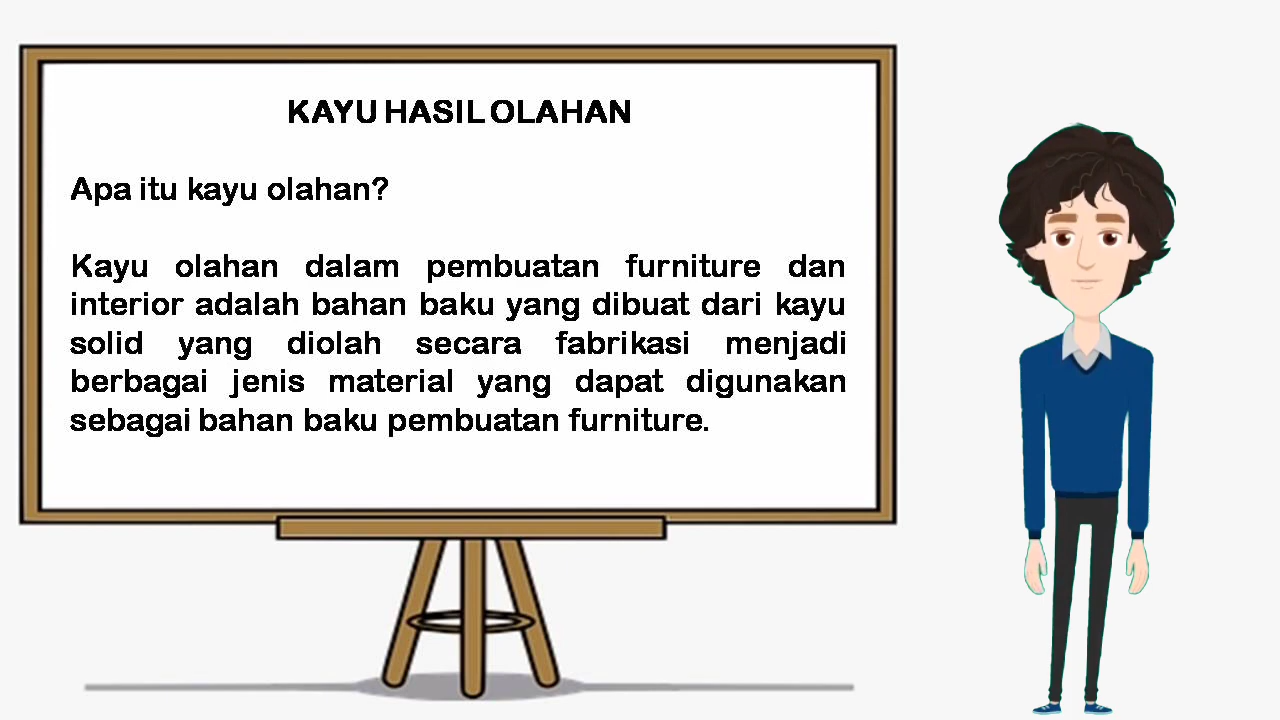 KAYU HASIL OLAHAN
Apa itu kayu olahan?
Kayu olahan dalam pembuatan furniture dan
interior adalah bahan baku yang dibuat dari kayu
solid yang diolah secara fabrikasi menjadi
berbagai jenis material yang dapat digunakan
sebagai bahan baku pembuatan furniture.